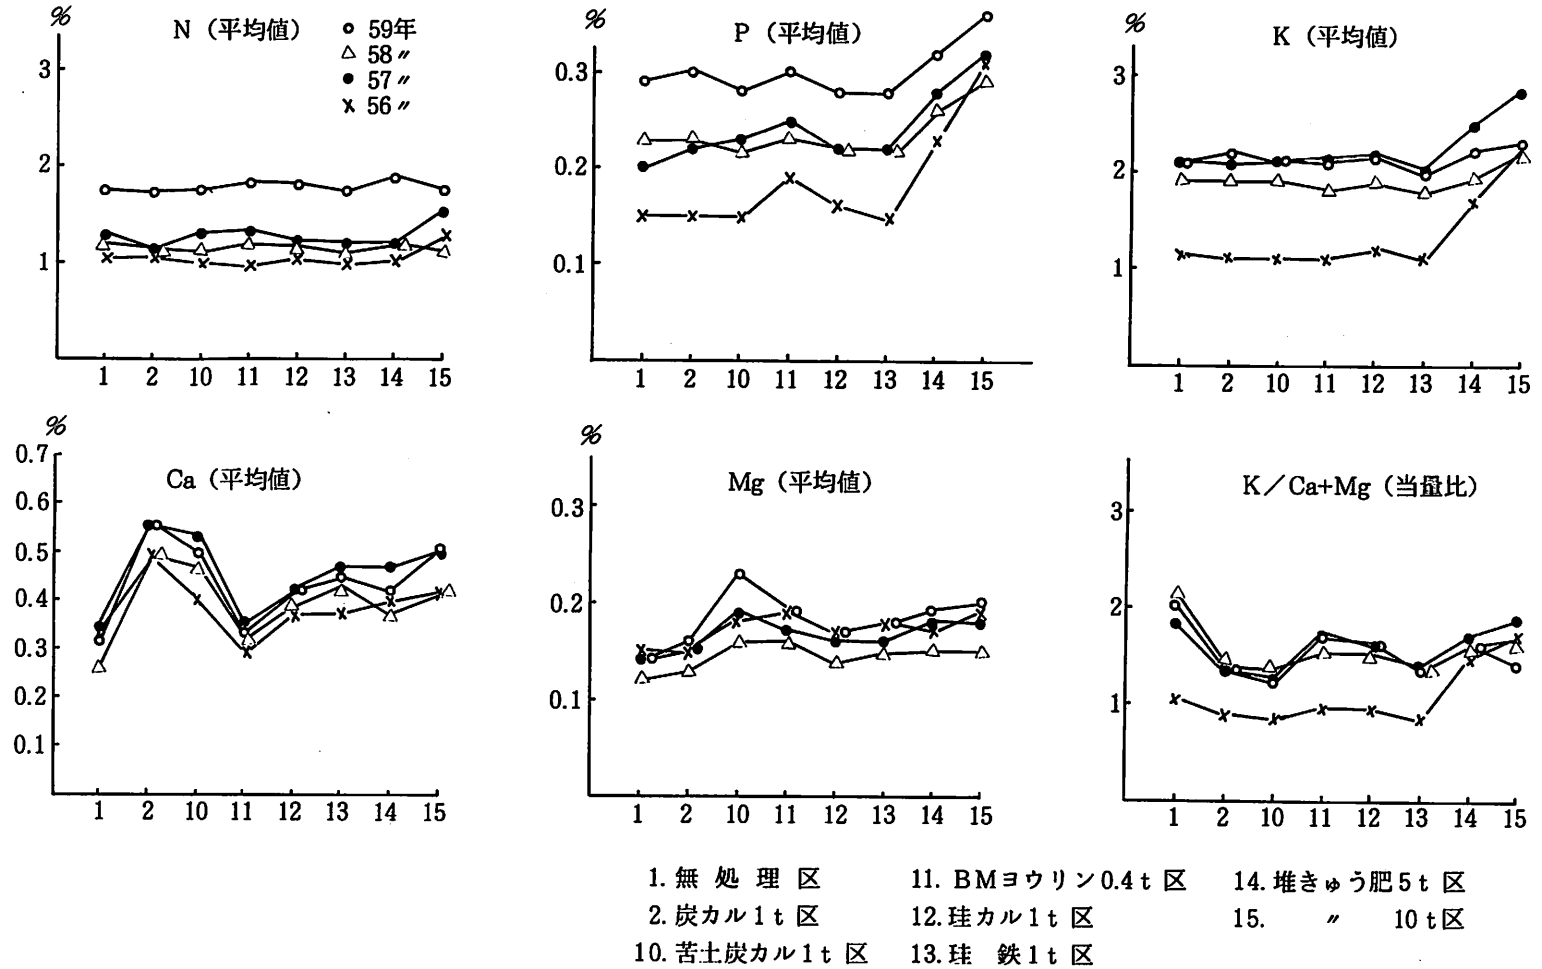 %
N（平均値）
○ 59年
△ 58 〃
● 57 〃
× 56 〃
3
2
1
1 2 10 11 12 13 14 15
%
P（平均値）
0.3
0.2
0.1
1 2 10 11 12 13 14 15
%
K（平均値）
3
2
1
1 2 10 11 12 13 14 15
%
Ca（平均値）
0.7
0.6
0.5
0.4
0.3
0.2
0.1
1 2 10 11 12 13 14 15
%
Mg（平均値）
0.3
0.2
0.1
1 2 10 11 12 13 14 15
K／Ca+Mg（当量比）
3
2
1
1 2 10 11 12 13 14 15
1. 無処理区
2. 炭カル1t区
10. 苦土炭カル1t区
11. BMヨウリン0.4t区
12. 珪カル1t区
13. 珪鉄1t区
14. 堆きゅう肥5t区
15. 〃 10t区